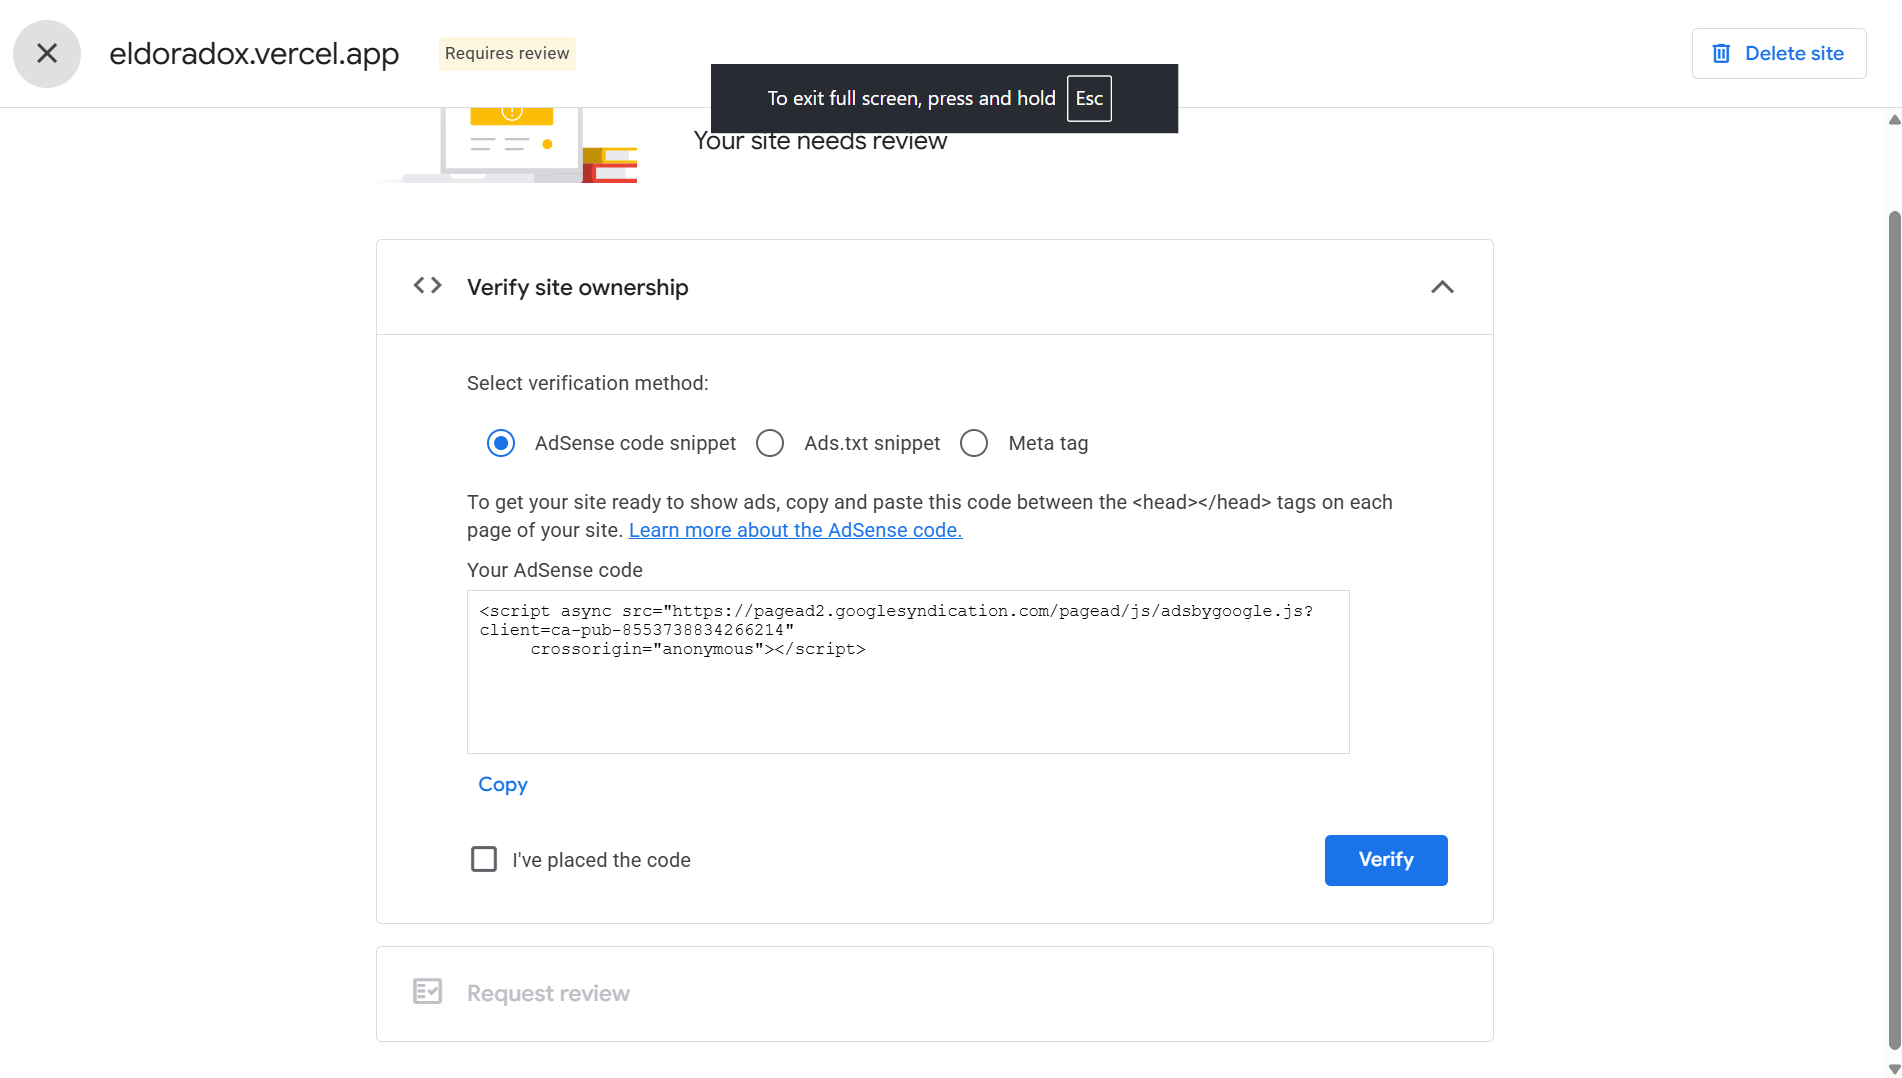 eldoradox.vercel.app
Requires review
Delete site
To exit full screen, press and hold Esc
Your site needs review
Verify site ownership
Select verification method:
AdSense code snippet
Ads.txt snippet
Meta tag
To get your site ready to show ads, copy and paste this code between the <head></head> tags on each
page of your site. Learn more about the AdSense code.
Your AdSense code
<script async src="https://pagead2.googlesyndication.com/pagead/js/adsbygoogle.js?
client=ca-pub-8553738834266214"
crossorigin="anonymous"></script>
Copy
I've placed the code
Verify
Request review